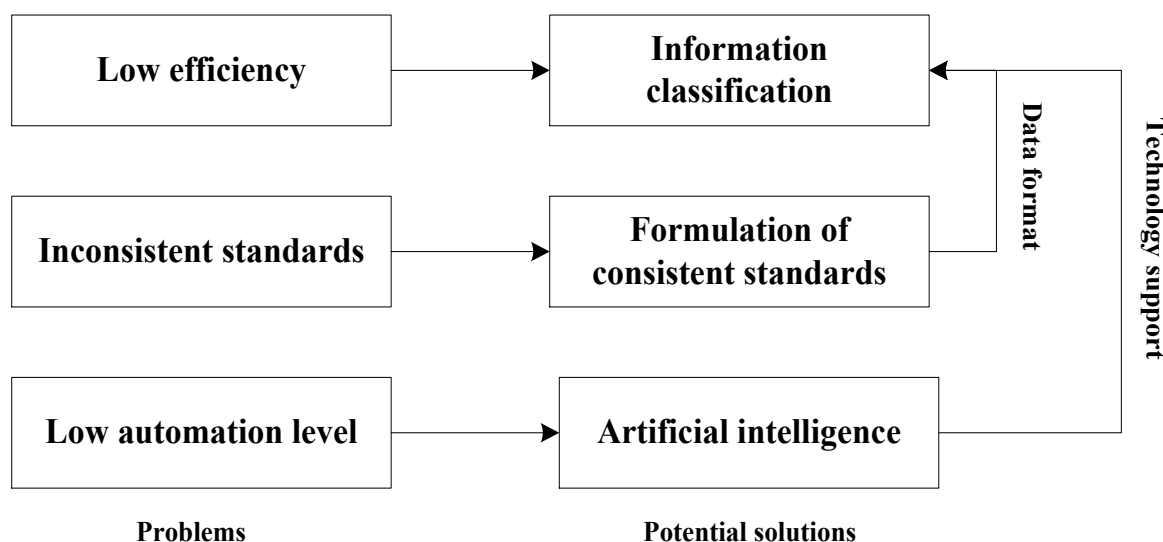 Low efficiency
Information
classification
Inconsistent standards
Formulation of
consistent standards
Low automation level
Artificial intelligence
Data format
Technology support
Problems
Potential solutions